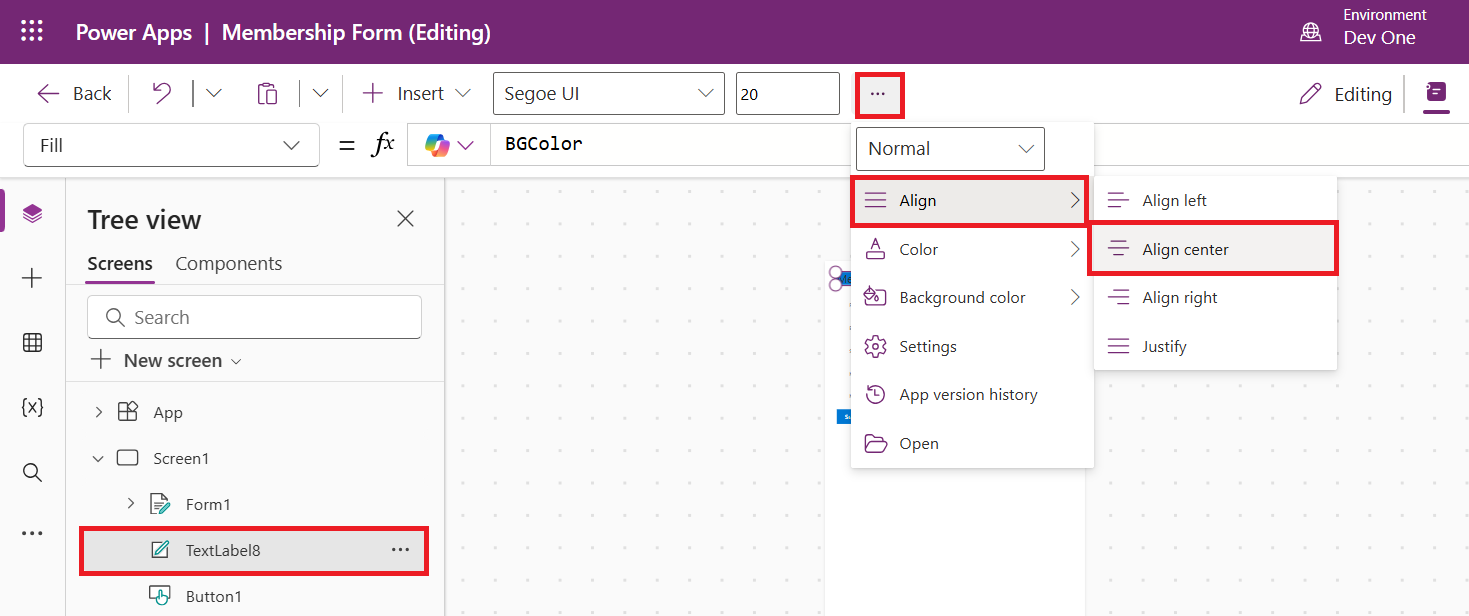 Power Apps | Membership Form (Editing)
Environment
Dev One
Back
Insert
Segoe UI
20
...
Editing
Fill
= fx
BGColor
Normal
Tree view
Screens Components
Search
New screen
App
Screen1
Form1
TextLabel8 ...
Button1
Align
Color
Background color
Settings
App version history
Open
Align left
Align center
Align right
Justify